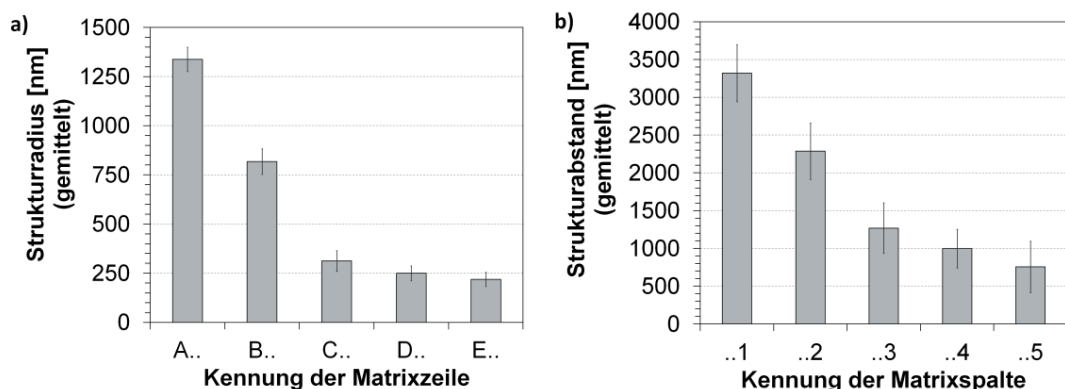 a)
Strukturradius [nm]
(gemittelt)
1500
1250
1000
750
500
250
0
A.. B.. C.. D.. E..
Kennung der Matrixzeile
b)
Strukturabstand [nm]
(gemittelt)
4000
3500
3000
2500
2000
1500
1000
500
0
..1 ..2 ..3 ..4 ..5
Kennung der Matrixspalte